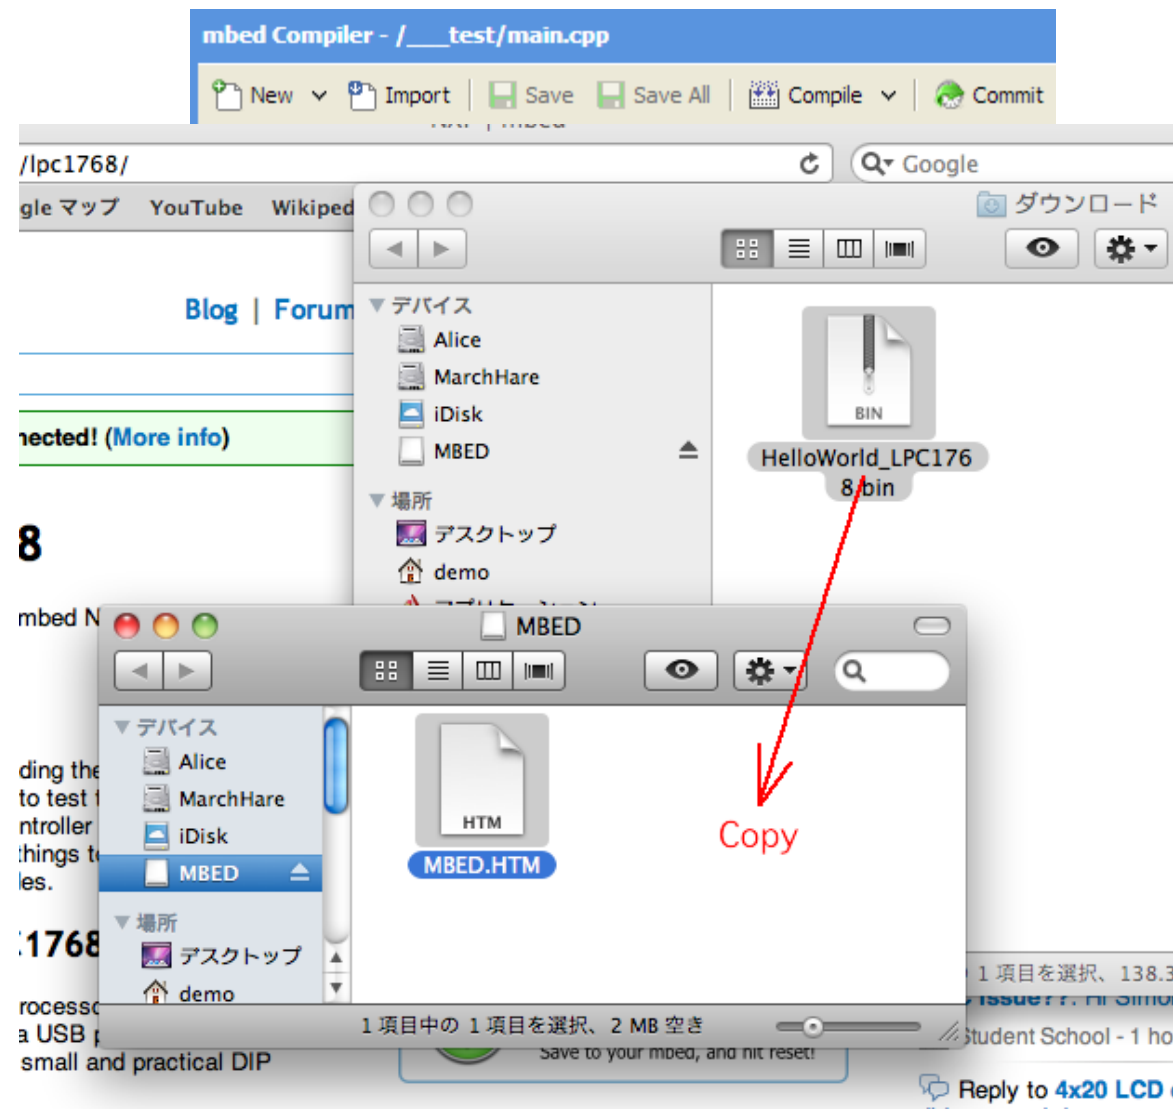 mbed Compiler - /___test/main.cpp
New Import Save Save All Compile Commit
/lpc1768/
Google
gle マップ YouTube Wikiped
ダウンロード
Blog | Forum
デバイス
Alice
MarchHare
iDisk
MBED
場所
デスクトップ
demo
BIN
HelloWorld_LPC176
8.bin
nected! (More info)
8
mbed N
MBED
デバイス
Alice
MarchHare
iDisk
MBED
場所
デスクトップ
demo
HTM
MBED.HTM
Copy
1 項目中の 1 項目を選択、2 MB 空き
ding the
to test
ntroller
things t
les.
1768
rocesso
a USB p
small and practical DIP
Save to your mbed, and hit reset!
1 項目を選択、138.3
Student School - 1 ho
Reply to 4x20 LCD